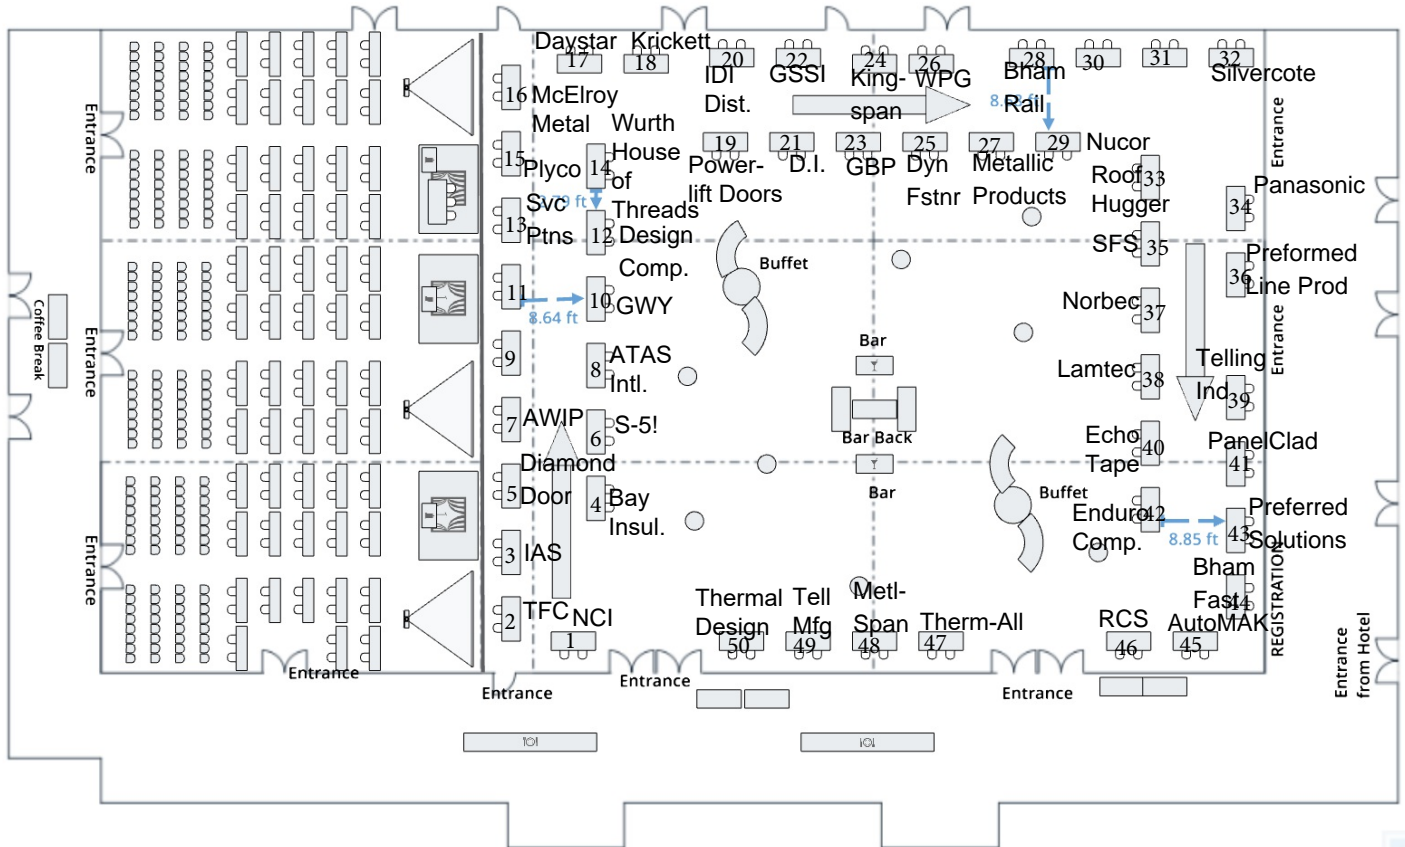 Daystar
Krickett
17
18
20
22
24
26
28
30
31
32
IDI
Dist.
GSSI
King-
span
WPG
Bham
Rail
Silvercote
16
McElroy
Metal
Wurth
House
of
Threads
15
Plyco
14
19
21
23
25
27
29
Nucor
Power-
lift Doors
D.I.
GBP
Dyn
Fstnr
Metallic
Products
Roof
Hugger
33
34
Panasonic
13
Svc
Ptns
12
Design
Comp.
SFS
35
36
Preformed
Line Prod
11
8.64 ft
10
GWY
Buffet
Norbec
37
9
8
ATAS
Intl.
Bar
Bar Back
Bar
Lamtec
38
Telling
Ind
39
7
AWIP
6
S-5!
Echo
Tape
40
PanelClad
41
5
Diamond
Door
4
Bay
Insul.
Buffet
Enduro
Comp.
42
8.85 ft
43
Preferred
Solutions
3
IAS
Bham
Fast
44
2
TFC
NCI
1
Thermal
Design
50
Tell
Mfg
49
Metl-
Span
48
Therm-All
47
RCS
46
AutoMAK
45
REGISTRATION
Entrance
Entrance
Entrance
Coffee Break
Entrance
Entrance
Entrance
Entrance
Entrance
Entrance
Entrance
from Hotel